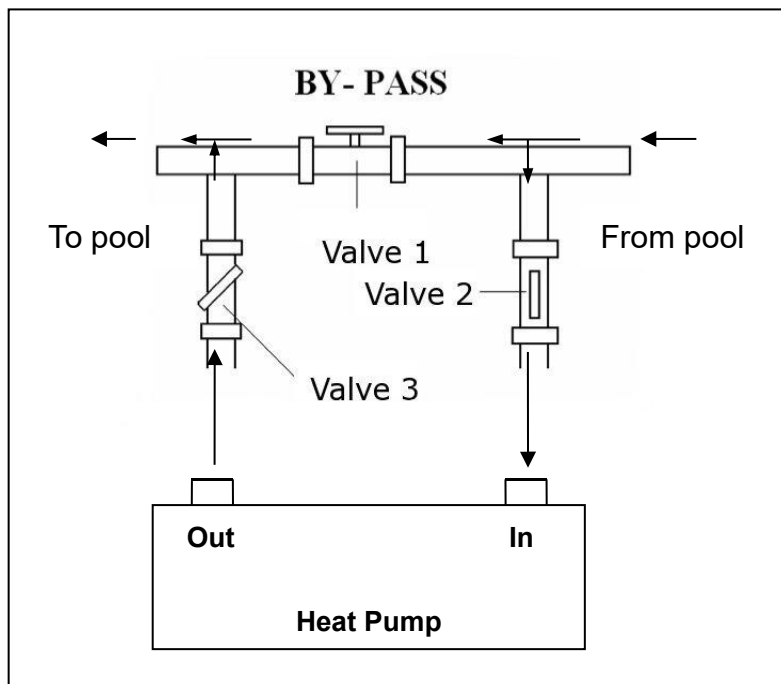 BY- PASS
To pool
From pool
Valve 1
Valve 2
Valve 3
Out
In
Heat Pump